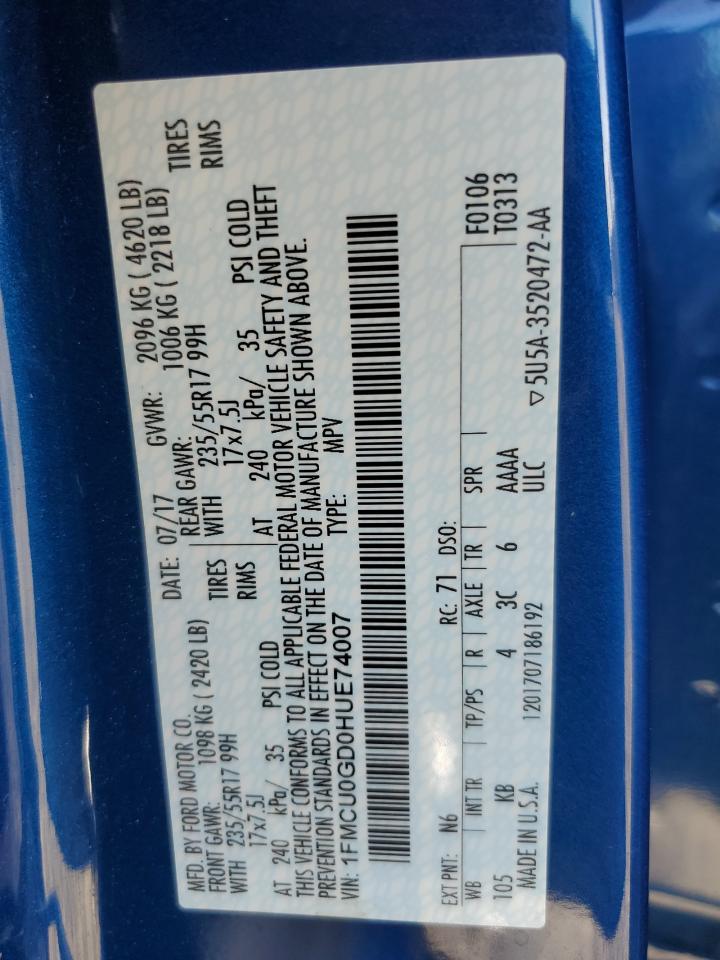 MFD. BY FORD MOTOR CO.
DATE: 07/17 GVWR: 2096 KG ( 4620 LB)
FRONT GAWR: 1098 KG ( 2420 LB) REAR GAWR: 1006 KG ( 2218 LB)
WITH 235/55R17 99H TIRES WITH 235/55R17 99H TIRES
17x7.5J RIMS 17x7.5J RIMS
AT 240 kPa/ 35 PSI COLD AT 240 kPa/ 35 PSI COLD
THIS VEHICLE CONFORMS TO ALL APPLICABLE FEDERAL MOTOR VEHICLE SAFETY AND THEFT
PREVENTION STANDARDS IN EFFECT ON THE DATE OF MANUFACTURE SHOWN ABOVE.
VIN: 1FMCU0GD0HUE74007 TYPE: MPV
EXT PNT: N6 RC: 71 DSO:
WB INT TR TP/PS R AXLE TR SPR F0106
105 KB 4 3C 6 AAAA T0313
MADE IN U.S.A. 1201707186192 ULC
▽5U5A-3520472-AA